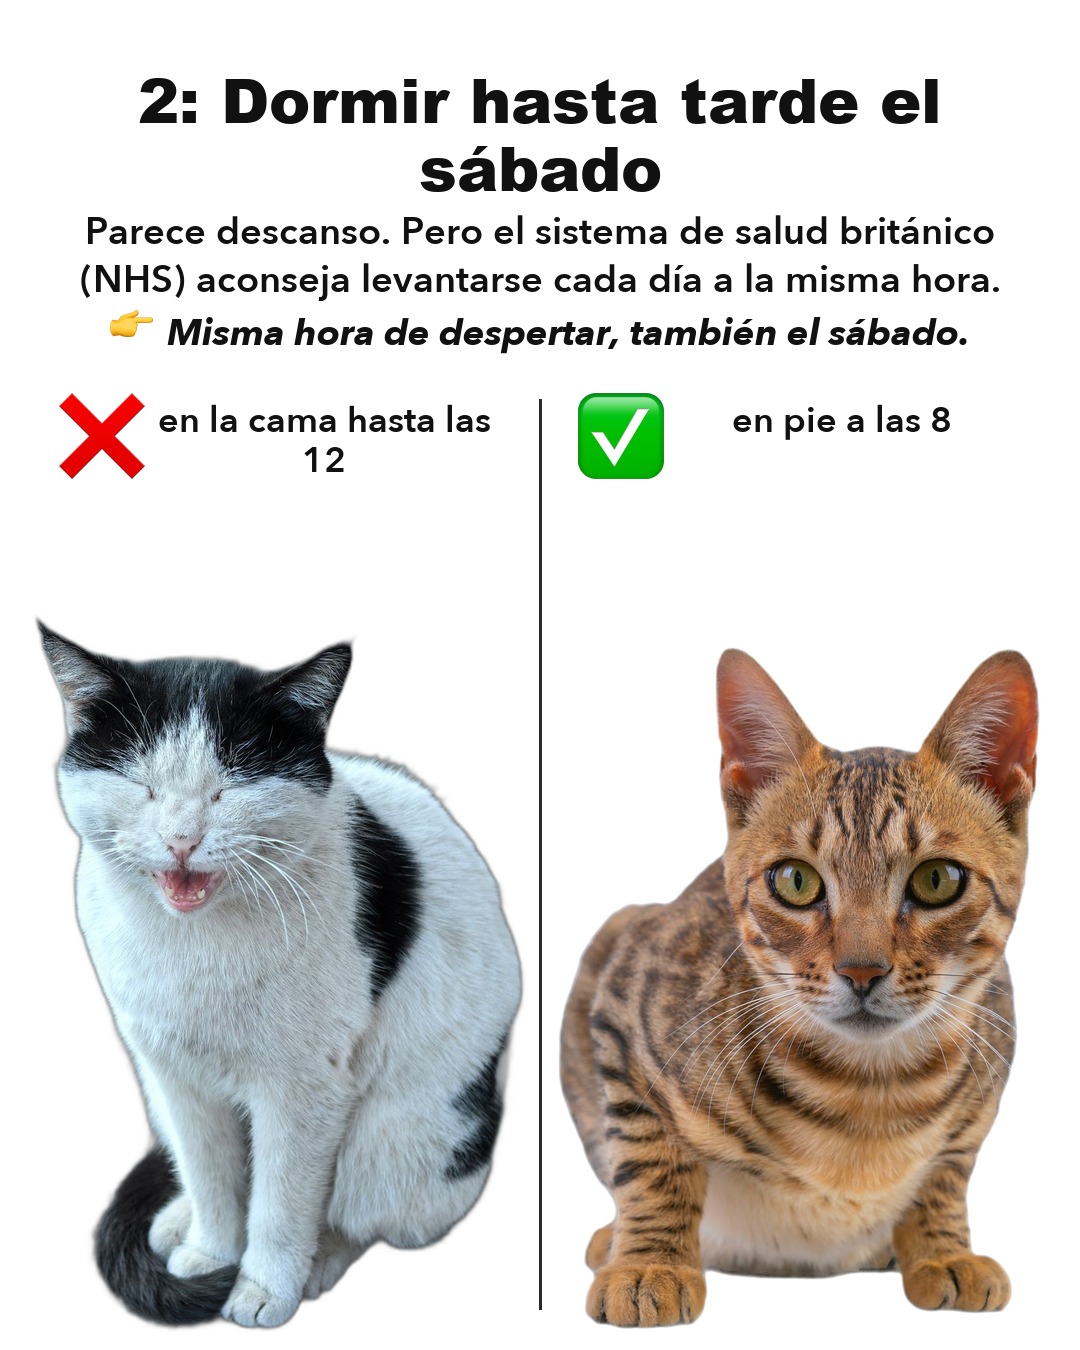 2: Dormir hasta tarde el
sábado
Parece descanso. Pero el sistema de salud británico
(NHS) aconseja levantarse cada día a la misma hora.
👉 Misma hora de despertar, también el sábado.
❌ en la cama hasta las
12
✅ en pie a las 8